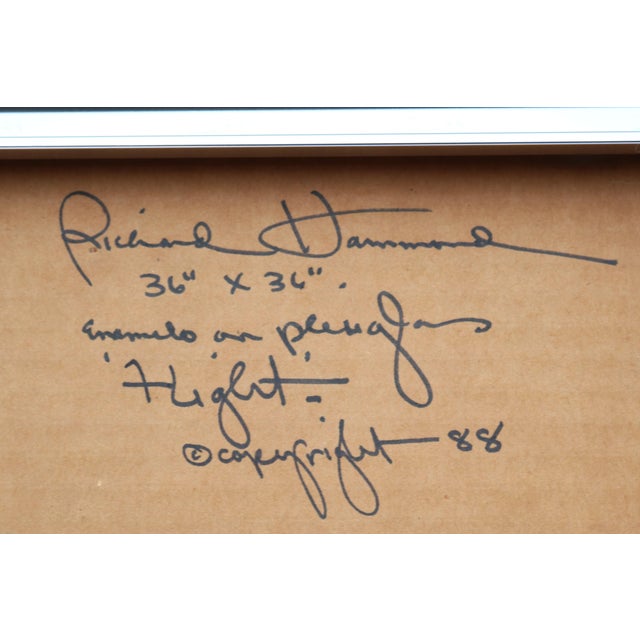 Richard Hammond
36" x 36".
enamels on plexiglass
'Flight'.
© copyright 88